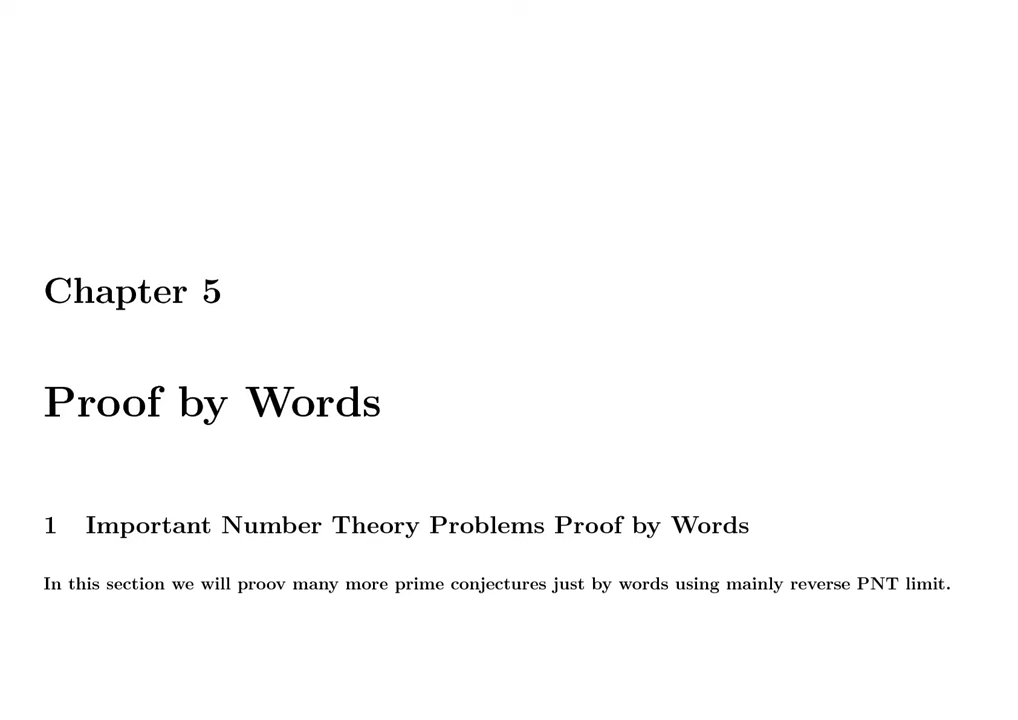 Chapter 5
Proof by Words
1 Important Number Theory Problems Proof by Words
In this section we will proov many more prime conjectures just by words using mainly reverse PNT limit.